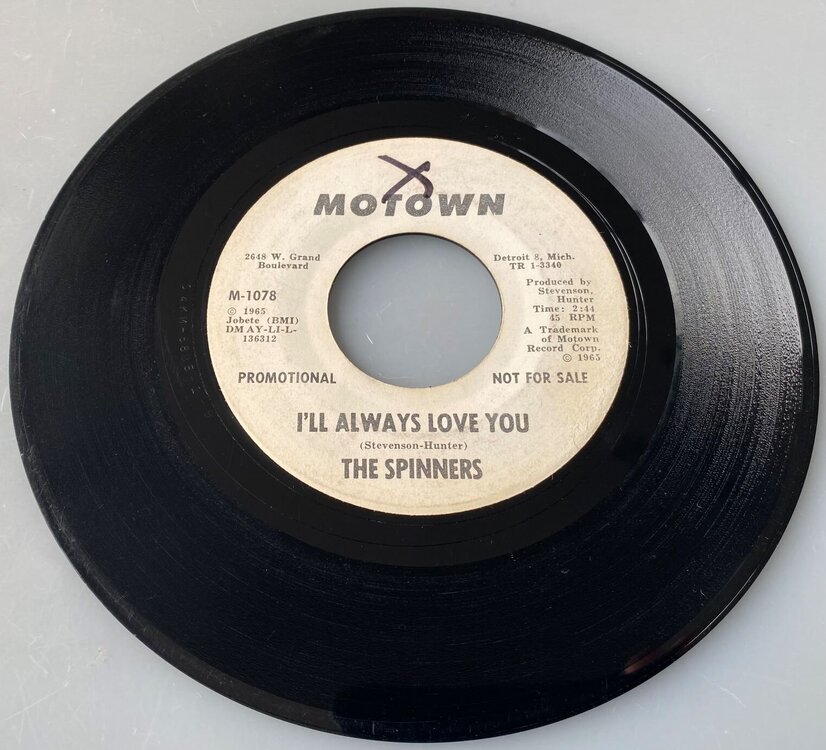 X
MOTOWN
2648 W. Grand
Boulevard
Detroit 8, Mich.
TR 1-3340
M-1078
© 1965
Jobete (BMI)
DM AY-LI-L-
136312
Produced by
Stevenson,
Hunter
Time: 2:44
45 RPM
A Trademark
of Motown
Record Corp.
© 1965
PROMOTIONAL
NOT FOR SALE
I'LL ALWAYS LOVE YOU
(Stevenson-Hunter)
THE SPINNERS